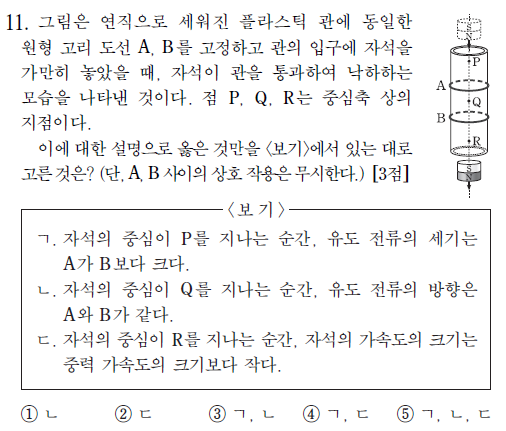 11. 그림은 연직으로 세워진 플라스틱 관에 동일한
원형 고리 도선 A, B를 고정하고 관의 입구에 자석을
가만히 놓았을 때, 자석이 관을 통과하여 낙하하는
모습을 나타낸 것이다. 점 P, Q, R는 중심축 상의
지점이다.
이에 대한 설명으로 옳은 것만을 <보기>에서 있는 대로
고른 것은? (단, A, B 사이의 상호 작용은 무시한다.) [3점]
S
N
P
A
Q
B
R
S
N
<보 기>
ㄱ. 자석의 중심이 P를 지나는 순간, 유도 전류의 세기는
A가 B보다 크다.
ㄴ. 자석의 중심이 Q를 지나는 순간, 유도 전류의 방향은
A와 B가 같다.
ㄷ. 자석의 중심이 R를 지나는 순간, 자석의 가속도의 크기는
중력 가속도의 크기보다 작다.
① ㄴ ② ㄷ ③ ㄱ, ㄴ ④ ㄱ, ㄷ ⑤ ㄱ, ㄴ, ㄷ